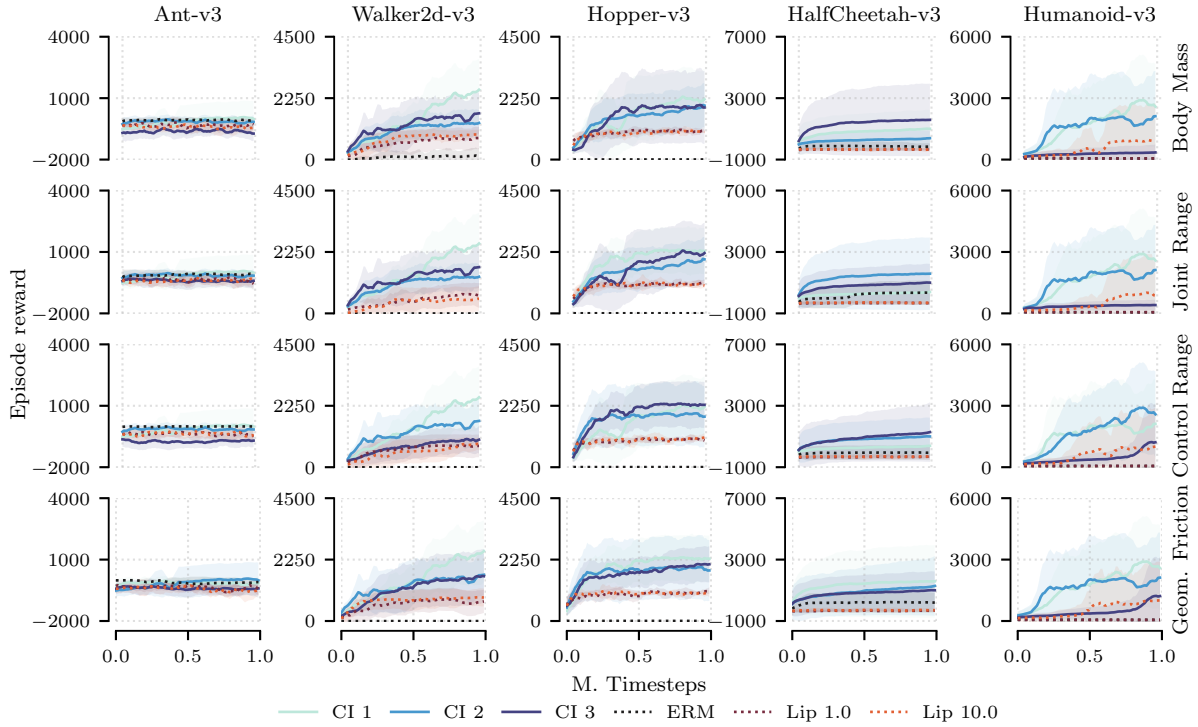 Ant-v3 Walker2d-v3 Hopper-v3 HalfCheetah-v3 Humanoid-v3
4000 4500 4500 7000 6000
1000 2250 2250 3000 3000
−2000 0 0 −1000 0
Body Mass
4000 4500 4500 7000 6000
1000 2250 2250 3000 3000
−2000 0 0 −1000 0
Joint Range
Episode reward
4000 4500 4500 7000 6000
1000 2250 2250 3000 3000
−2000 0 0 −1000 0
Control Range
4000 4500 4500 7000 6000
1000 2250 2250 3000 3000
−2000 0 0 −1000 0
Geom. Friction
0.0 0.5 1.0 0.0 0.5 1.0 0.0 0.5 1.0 0.0 0.5 1.0 0.0 0.5 1.0
M. Timesteps
CI 1 CI 2 CI 3 ERM Lip 1.0 Lip 10.0